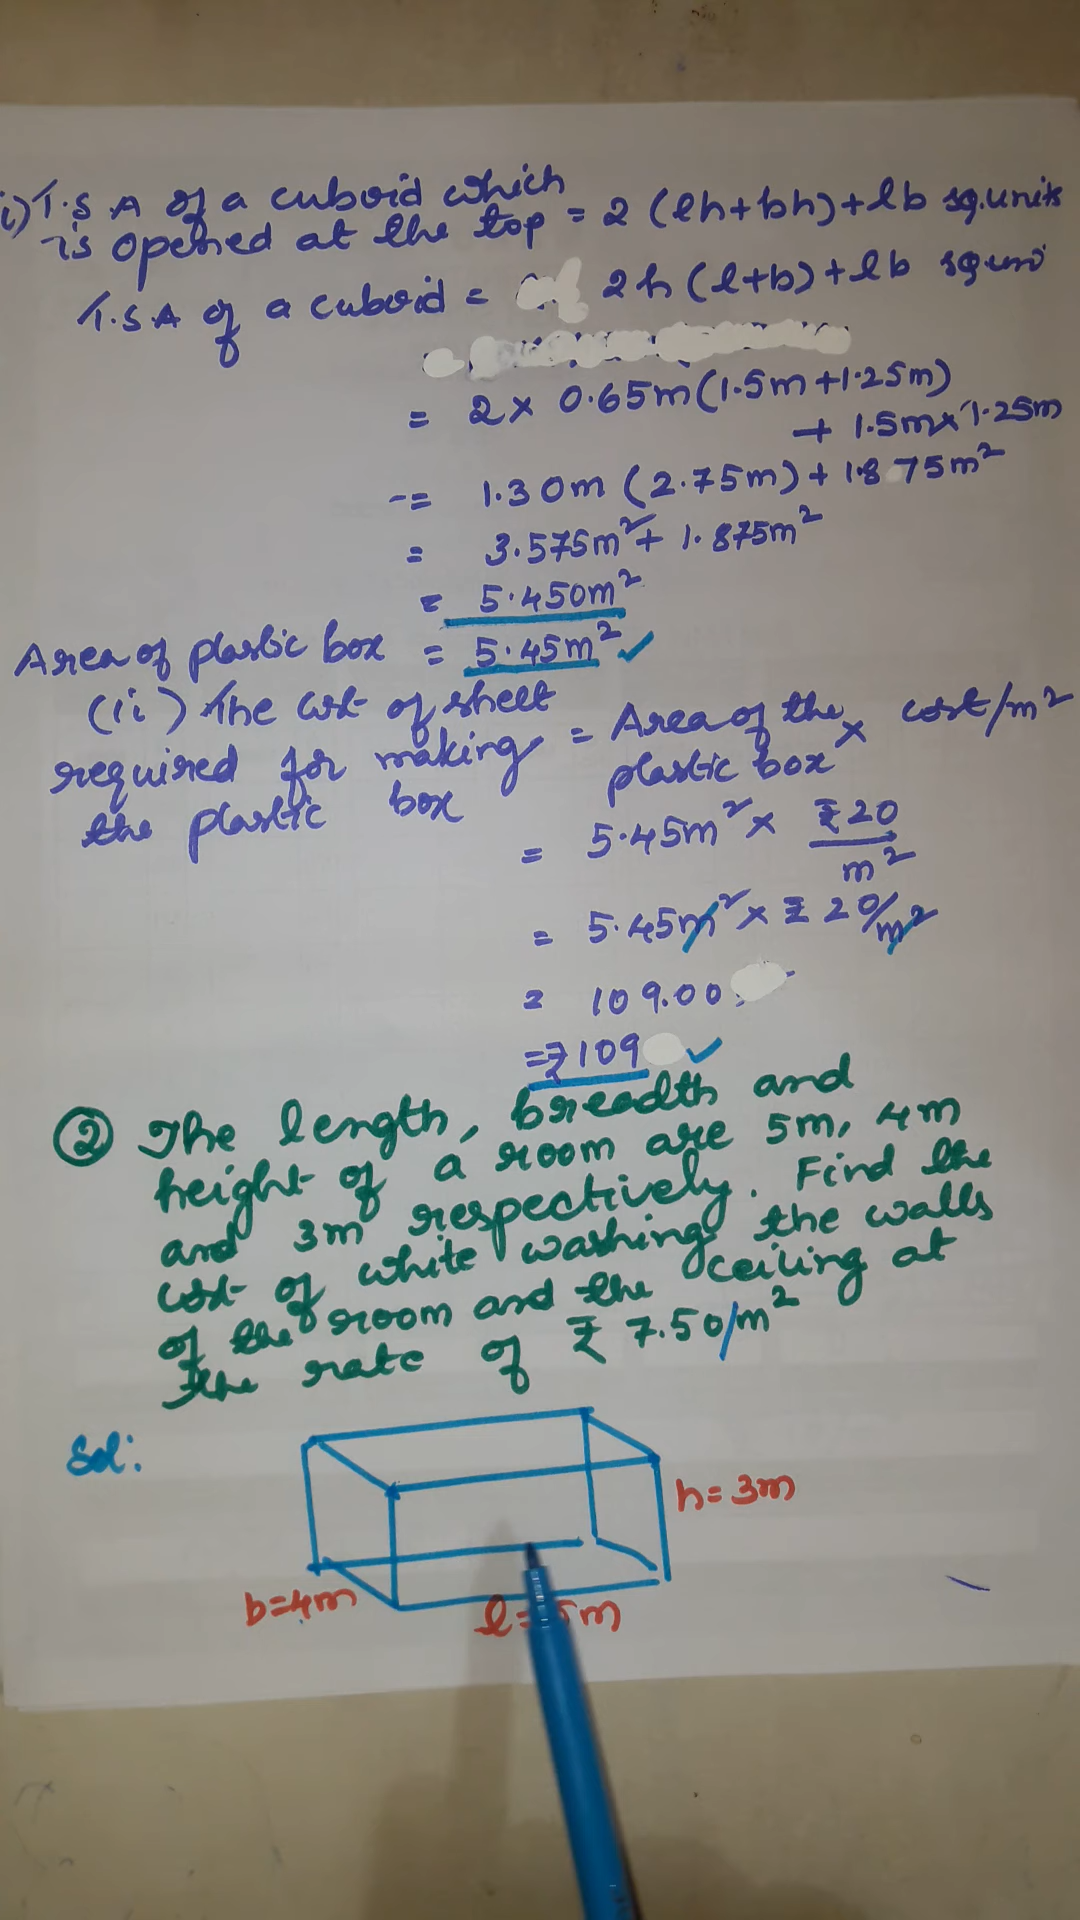 i) T.S.A of a cuboid which
is opened at the top = 2 (lh+bh)+lb sq.units
T.S.A of a cuboid = 2h (l+b)+lb sq uni
= 2× 0.65m(1.5m+1.25m)
+ 1.5m×1.25m
= 1.30m (2.75m)+1.875m²
= 3.575m²+ 1.875m²
= 5.450m²
Area of plastic box = 5.45m² ✓
(ii) The cost of sheet
required for making
the plastic box
= Area of the
plastic box × cost/m²
= 5.45m² × ₹20
m²
= 5.45m² × ₹ 20/m²
= 109.00
=₹109 ✓
② The length, breadth and
height of a room are 5m, 4m
and 3m respectively. Find the
cost of white washing the walls
of the room and the ceiling at
the rate of ₹ 7.50/m²
Sol:
h=3m
b=4m
l=5m